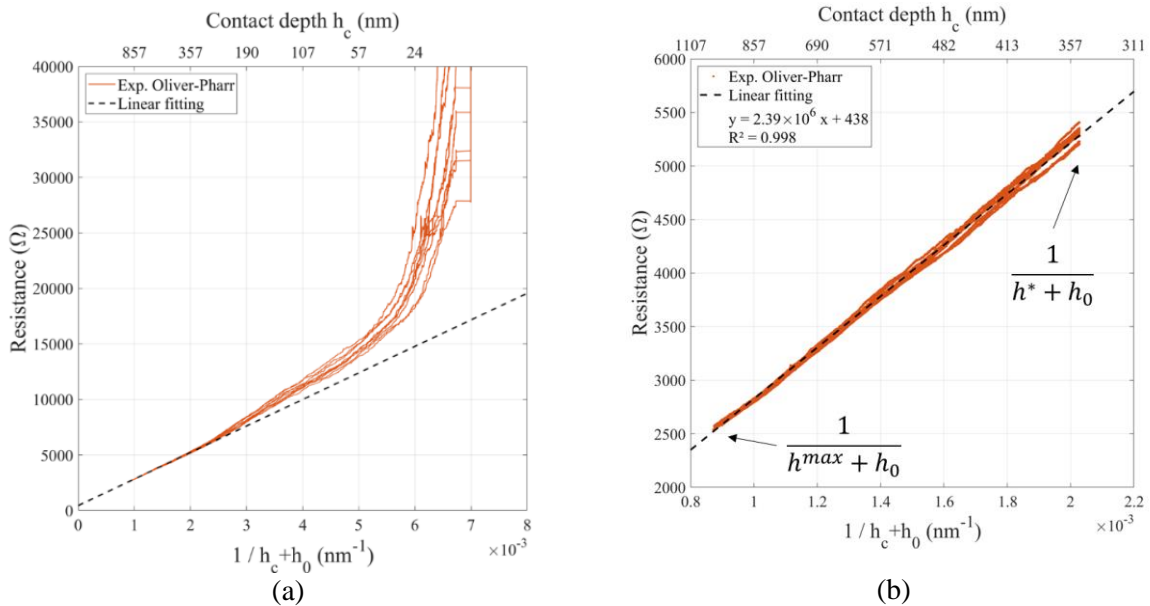 Contact depth h_c (nm)
857 357 190 107 57 24
40000
35000
30000
25000
20000
15000
10000
5000
0
Resistance (Ω)
Exp. Oliver-Pharr
Linear fitting
0 1 2 3 4 5 6 7 8
×10⁻³
1 / h_c+h_0 (nm⁻¹)
(a)
Contact depth h_c (nm)
1107 857 690 571 482 413 357 311
6000
5500
5000
4500
4000
3500
3000
2500
2000
Resistance (Ω)
Exp. Oliver-Pharr
Linear fitting
y = 2.39×10⁶ x + 438
R² = 0.998
1
h* + h_0
1
h^max + h_0
0.8 1 1.2 1.4 1.6 1.8 2 2.2
×10⁻³
1 / h_c+h_0 (nm⁻¹)
(b)